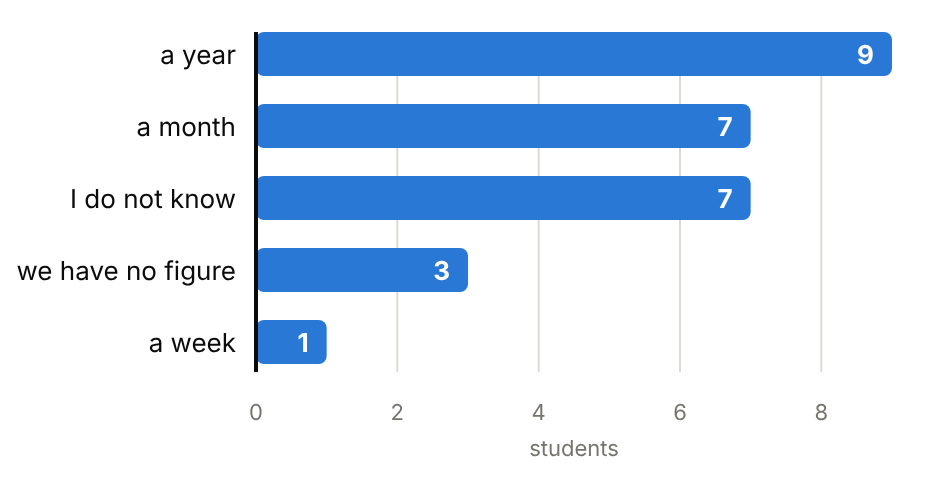 a year 9
a month 7
I do not know 7
we have no figure 3
a week 1
0 2 4 6 8
students